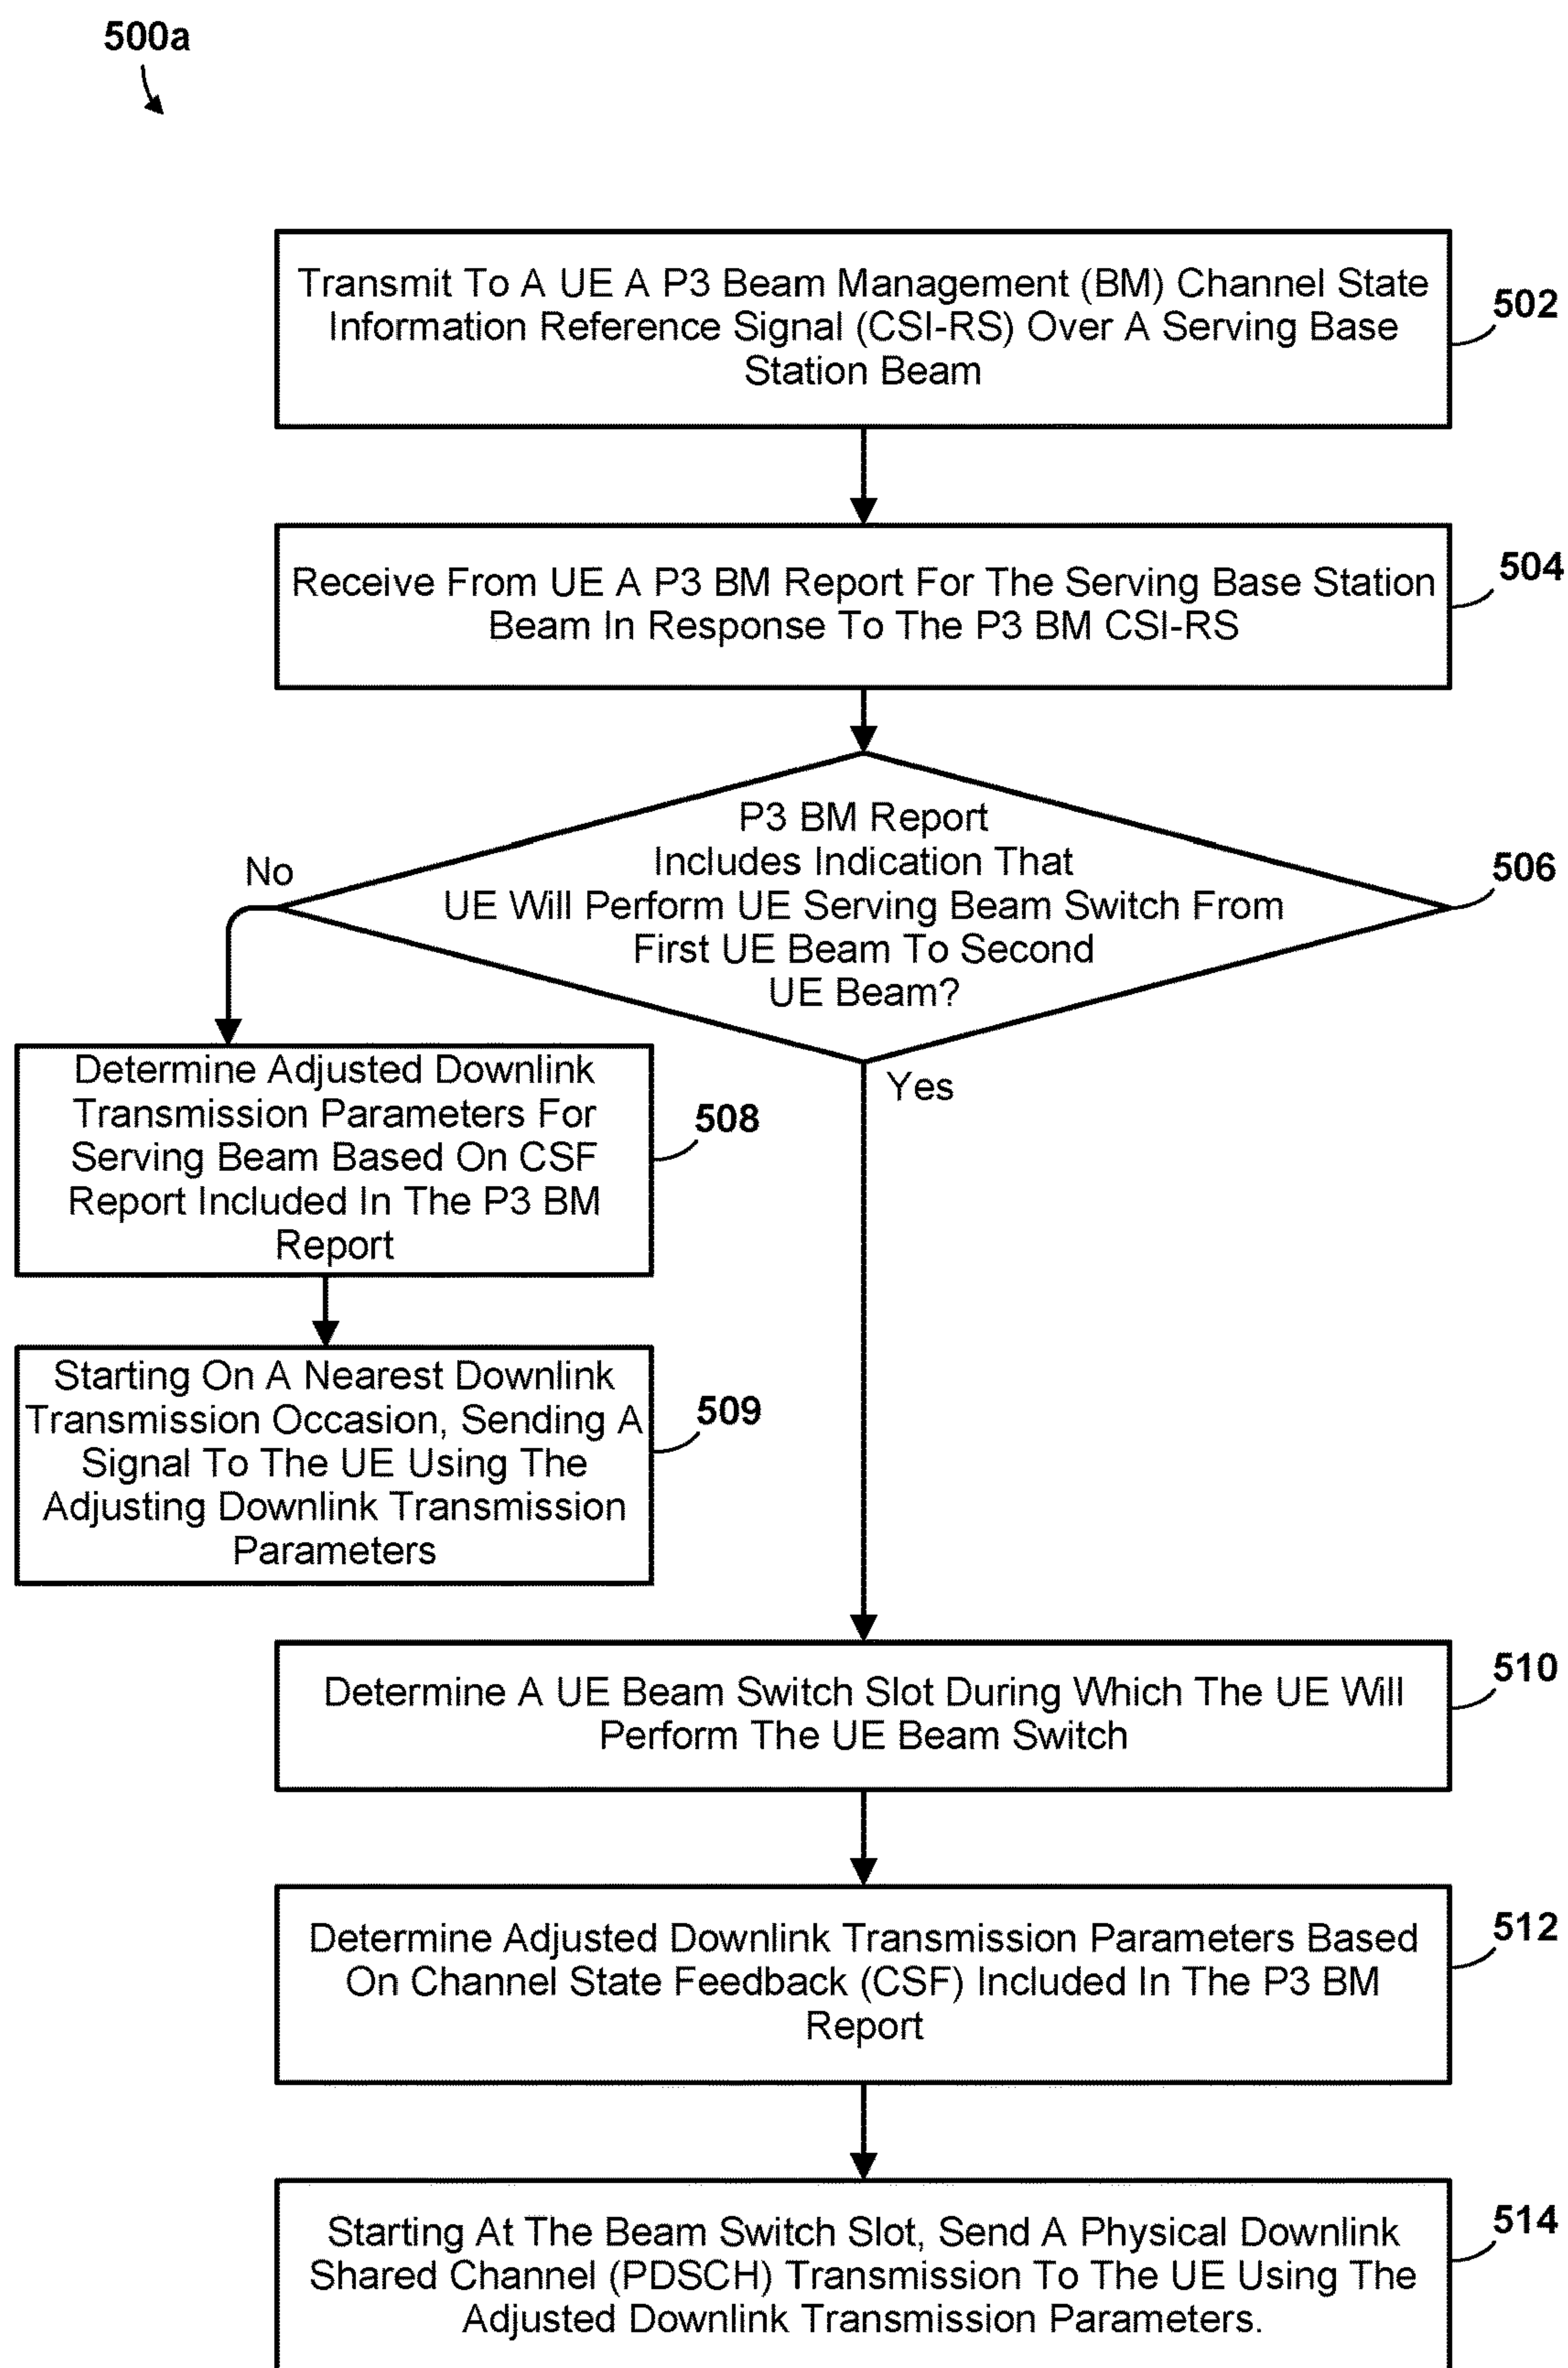 500a
Transmit To A UE A P3 Beam Management (BM) Channel State
Information Reference Signal (CSI-RS) Over A Serving Base
Station Beam
502
Receive From UE A P3 BM Report For The Serving Base Station
Beam In Response To The P3 BM CSI-RS
504
P3 BM Report
Includes Indication That
UE Will Perform UE Serving Beam Switch From
First UE Beam To Second
UE Beam?
506
No
Yes
Determine Adjusted Downlink
Transmission Parameters For
Serving Beam Based On CSF
Report Included In The P3 BM
Report
508
Starting On A Nearest Downlink
Transmission Occasion, Sending A
Signal To The UE Using The
Adjusting Downlink Transmission
Parameters
509
Determine A UE Beam Switch Slot During Which The UE Will
Perform The UE Beam Switch
510
Determine Adjusted Downlink Transmission Parameters Based
On Channel State Feedback (CSF) Included In The P3 BM
Report
512
Starting At The Beam Switch Slot, Send A Physical Downlink
Shared Channel (PDSCH) Transmission To The UE Using The
Adjusted Downlink Transmission Parameters.
514